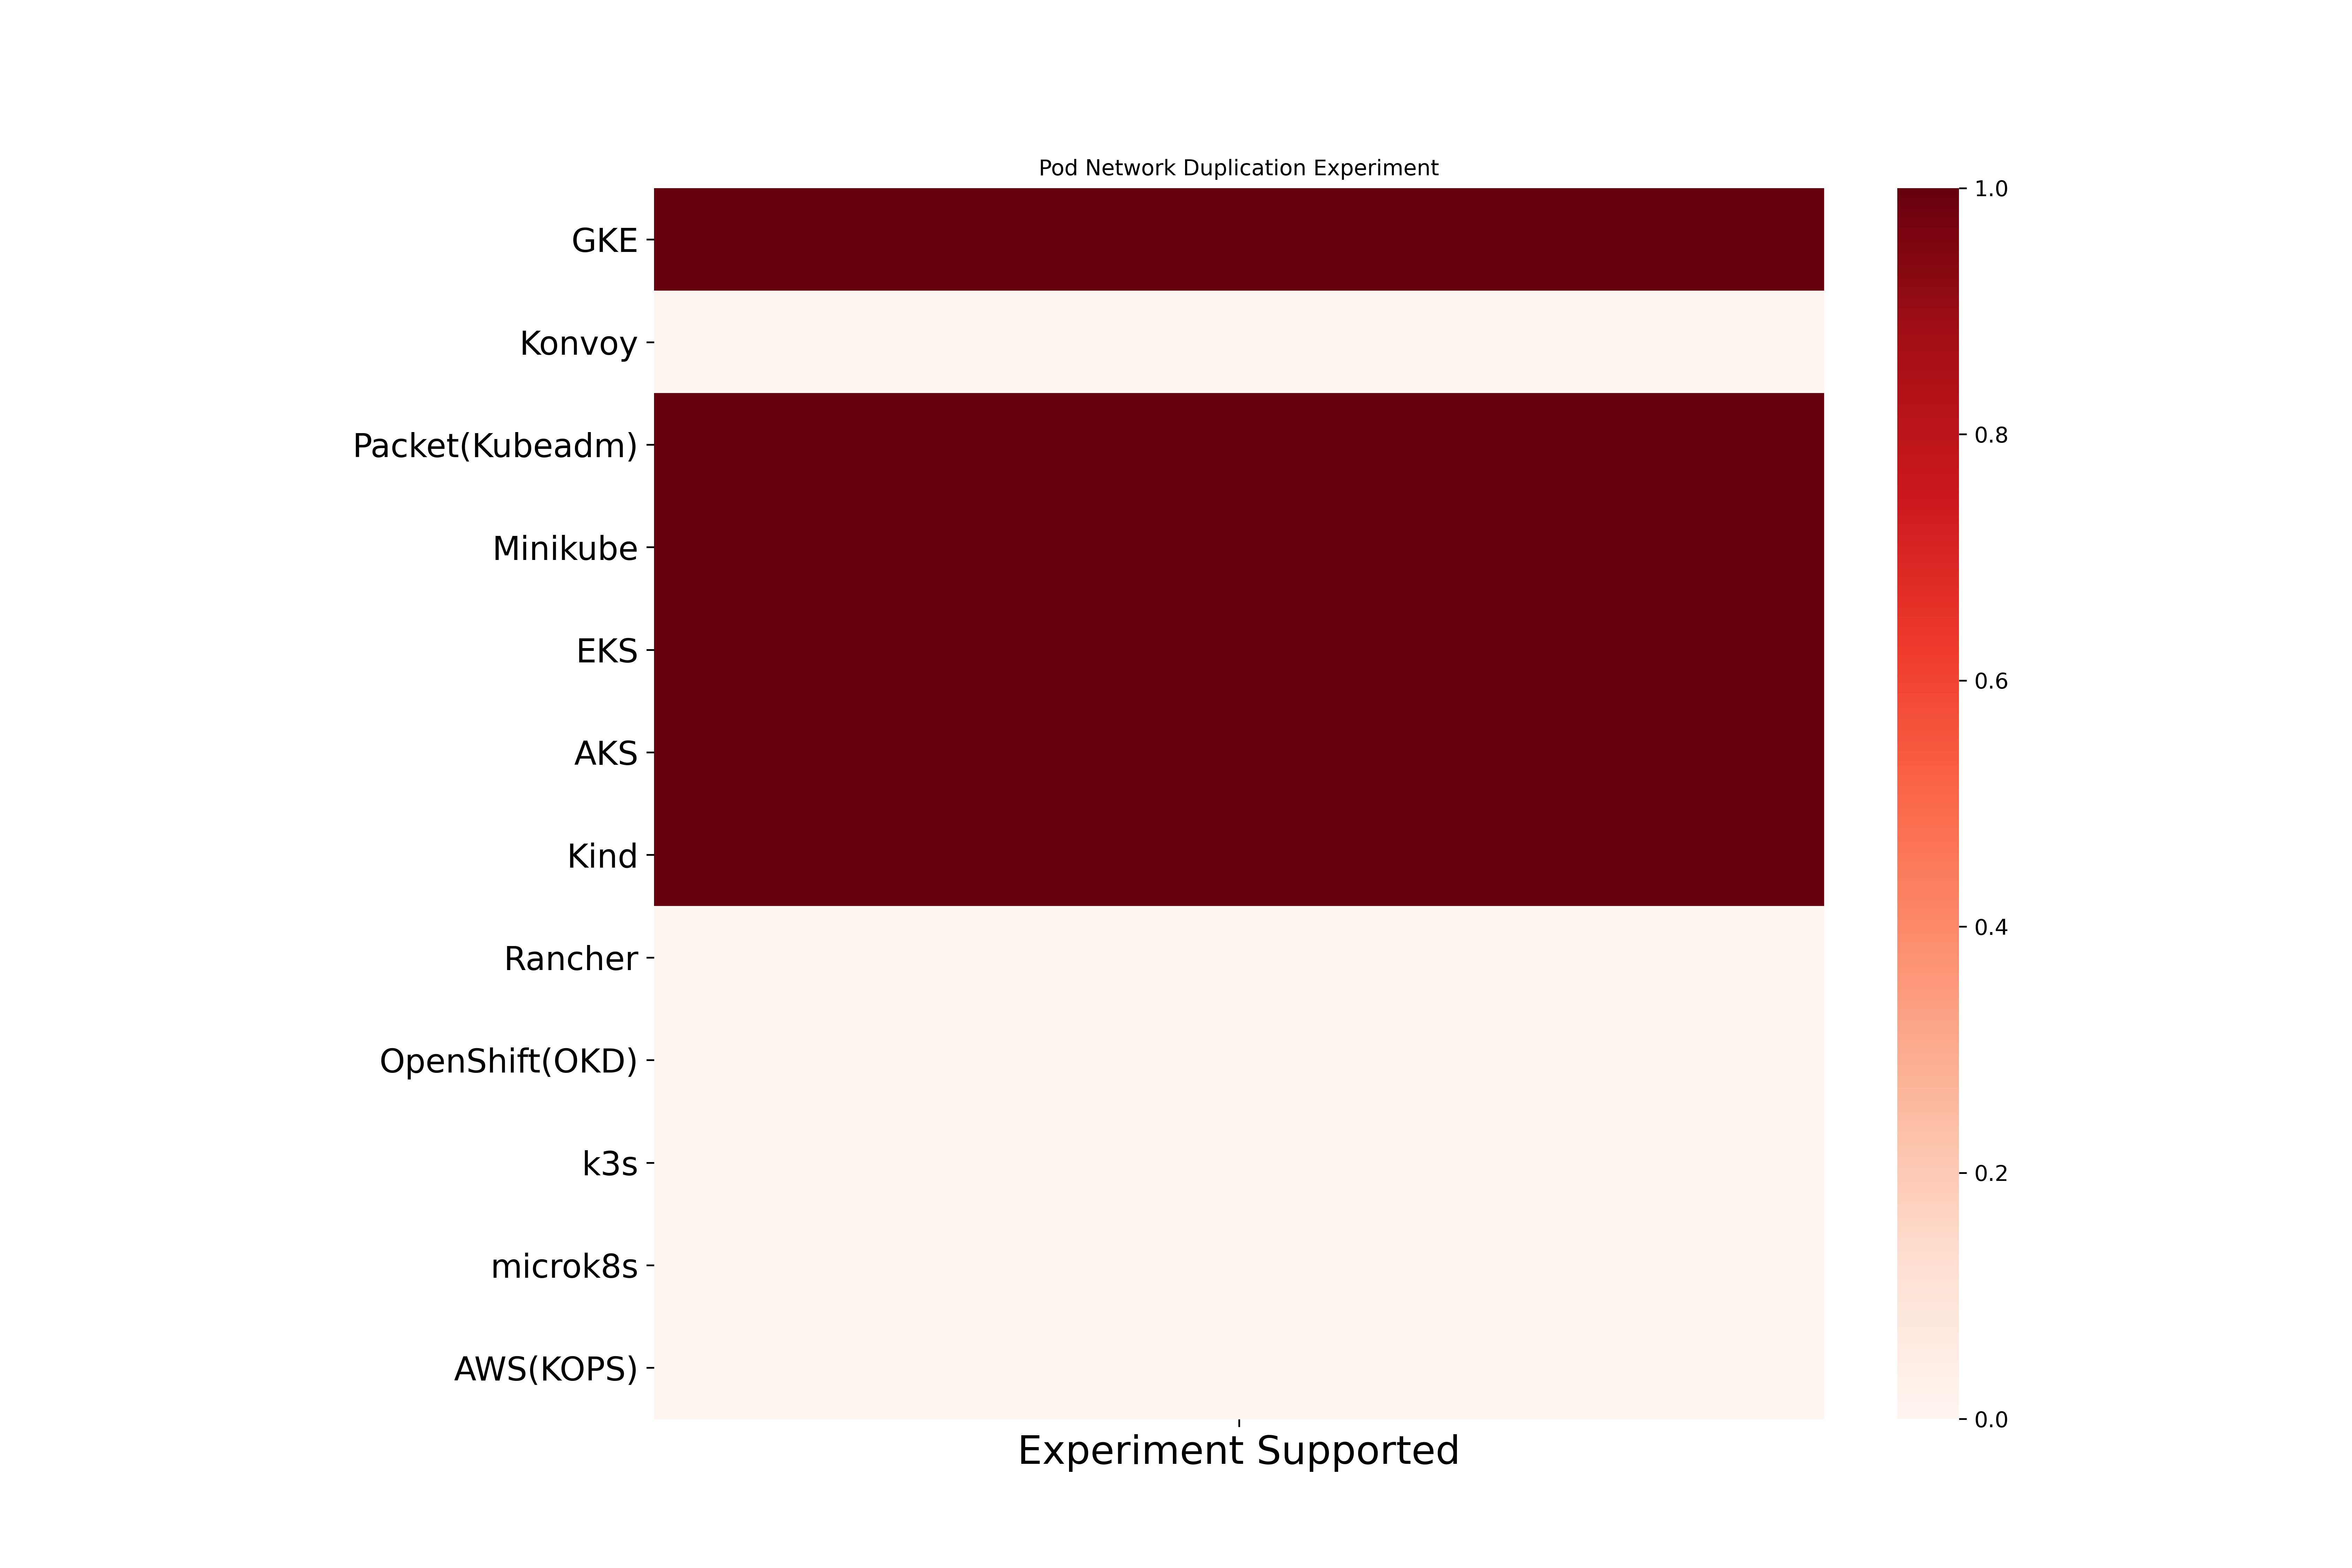 Pod Network Duplication Experiment
GKE
Konvoy
Packet(Kubeadm)
Minikube
EKS
AKS
Kind
Rancher
OpenShift(OKD)
k3s
microk8s
AWS(KOPS)
Experiment Supported
1.0
0.8
0.6
0.4
0.2
0.0